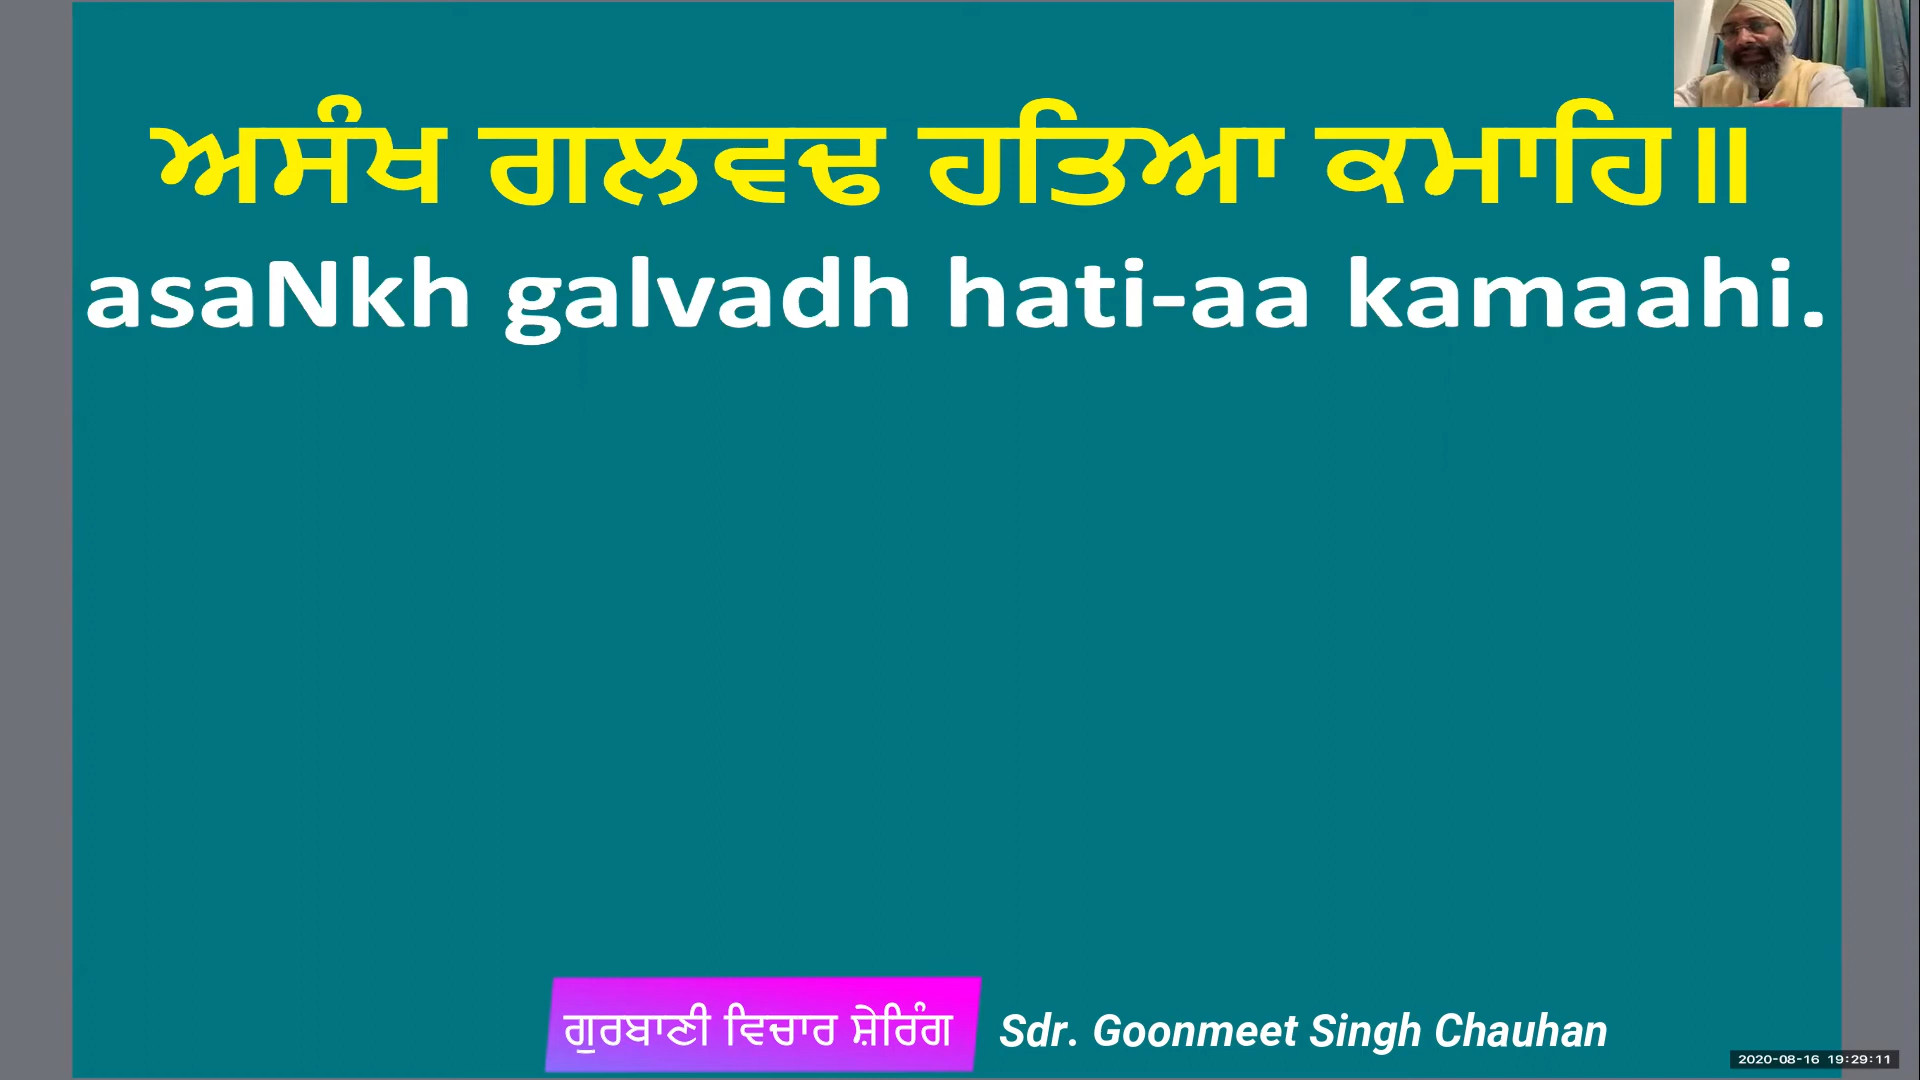 ਅਸੰਖ ਗਲਵਢ ਹਤਿਆ ਕਮਾਹਿ॥
asaNkh galvadh hati-aa kamaahi.
ਗੁਰਬਾਣੀ ਵਿਚਾਰ ਸ਼ੇਰਿੰਗ Sdr. Goonmeet Singh Chauhan
2020-08-16 19:29:11